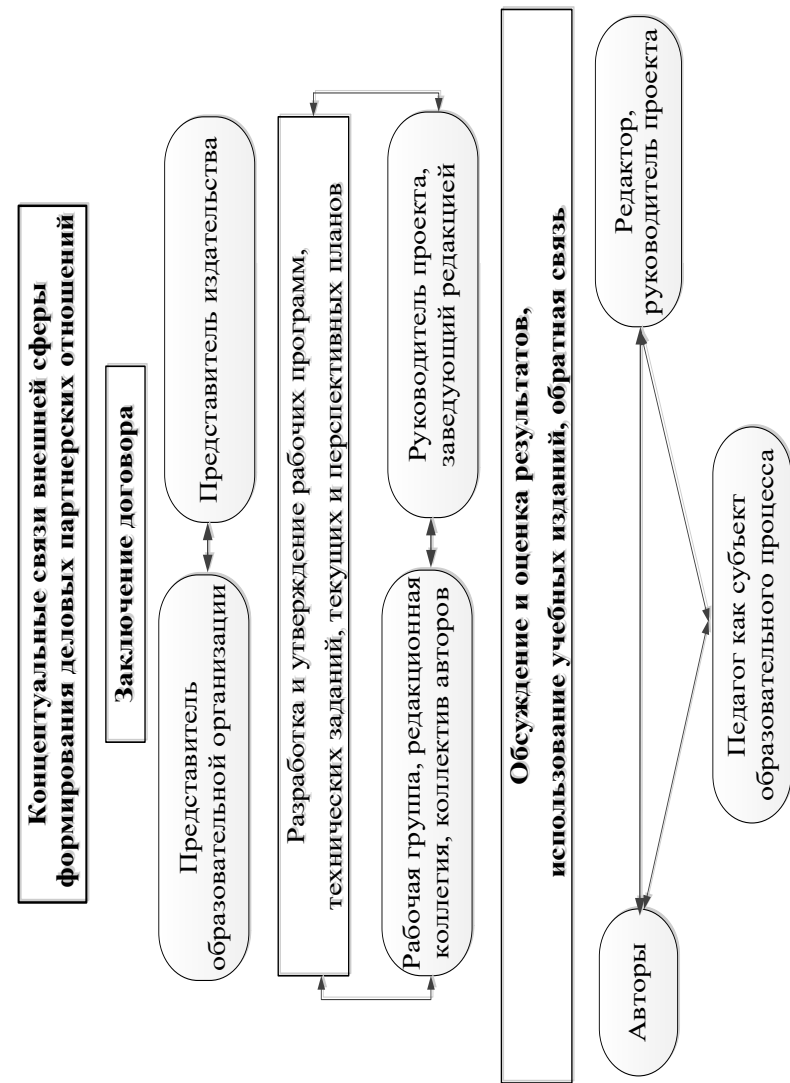 Концептуальные связи внешней сферы
формирования деловых партнерских отношений
Заключение договора
Представитель
образовательной организации
Представитель издательства
Разработка и утверждение рабочих программ,
технических заданий, текущих и перспективных планов
Рабочая группа, редакционная
коллегия, коллектив авторов
Руководитель проекта,
заведующий редакцией
Обсуждение и оценка результатов,
использование учебных изданий, обратная связь
Авторы
Редактор,
руководитель проекта
Педагог как субъект
образовательного процесса